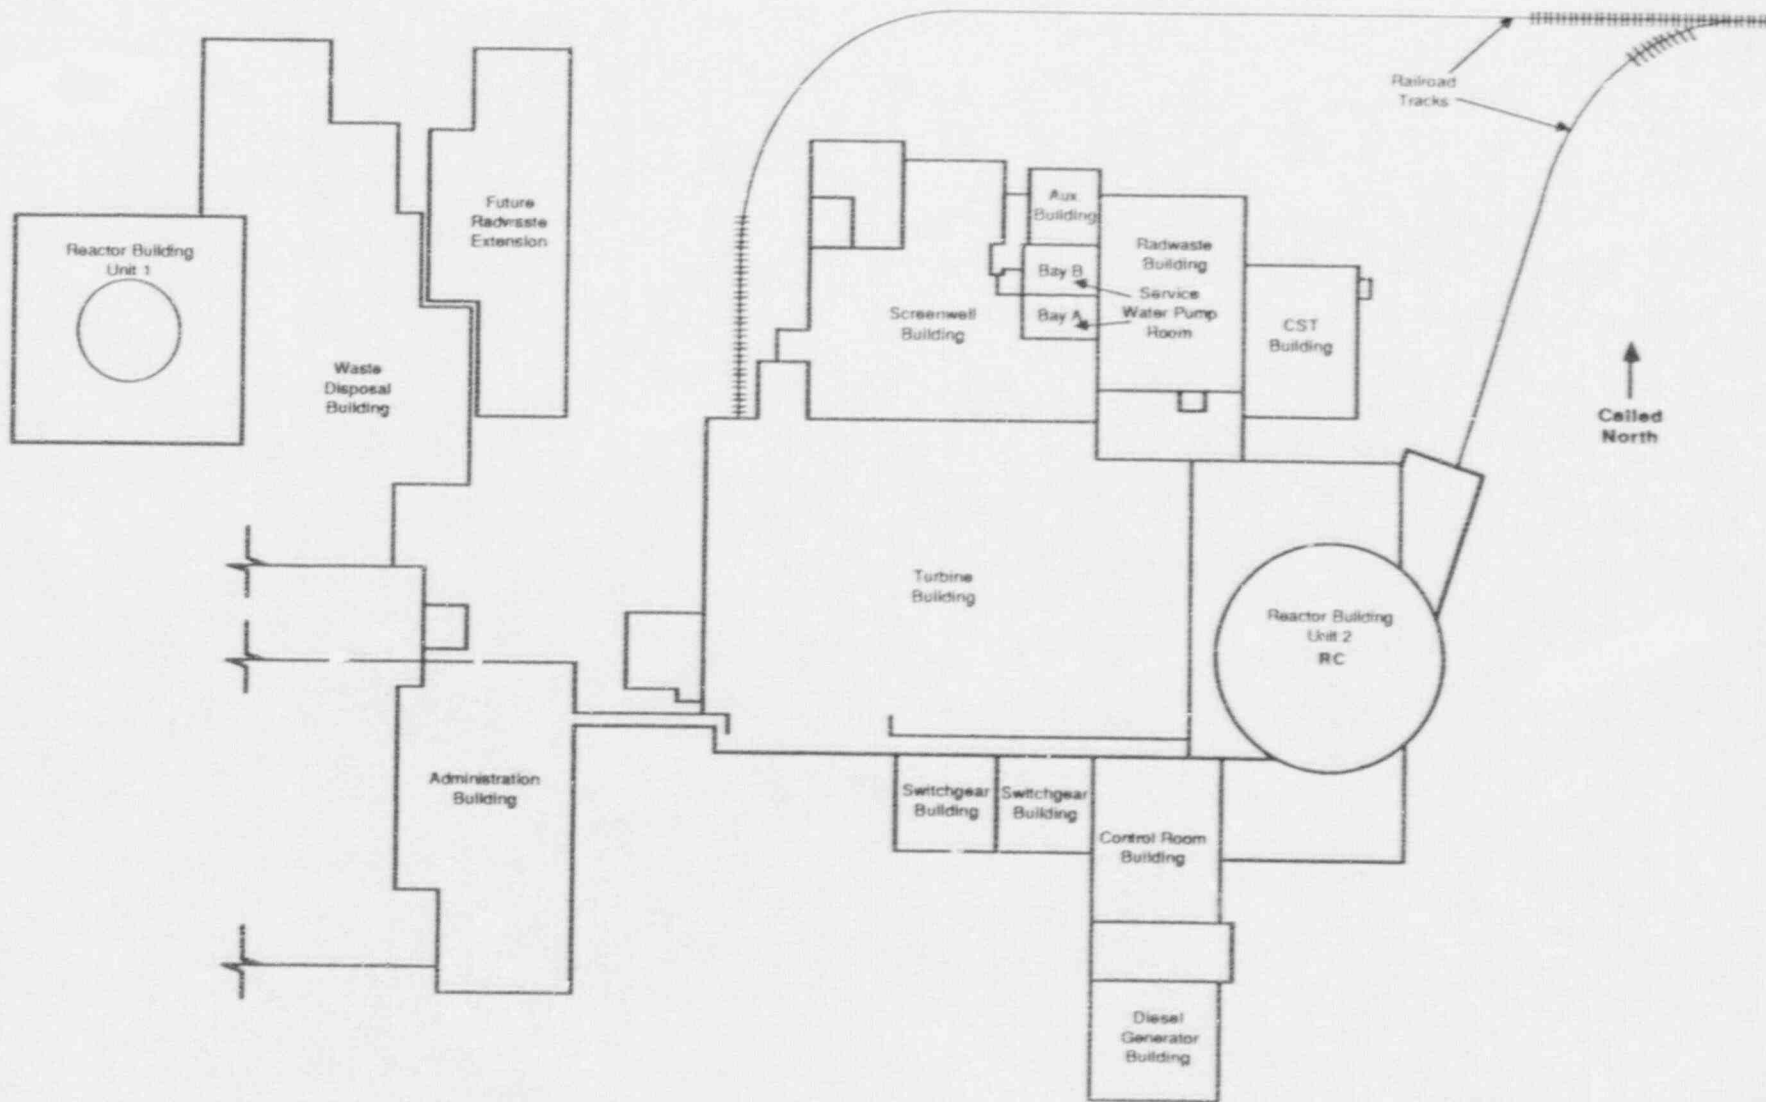 Railroad
Tracks
Future
Radwaste
Extension
Aux
Building
Reactor Building
Unit 1
Radwaste
Building
Bay B
Service
Water Pump
Room
Bay A
Screenwell
Building
CST
Building
Waste
Disposal
Building
Called
North
Turbine
Building
Reactor Building
Unit 2
RC
Administration
Building
Switchgear
Building
Switchgear
Building
Control Room
Building
Diesel
Generator
Building